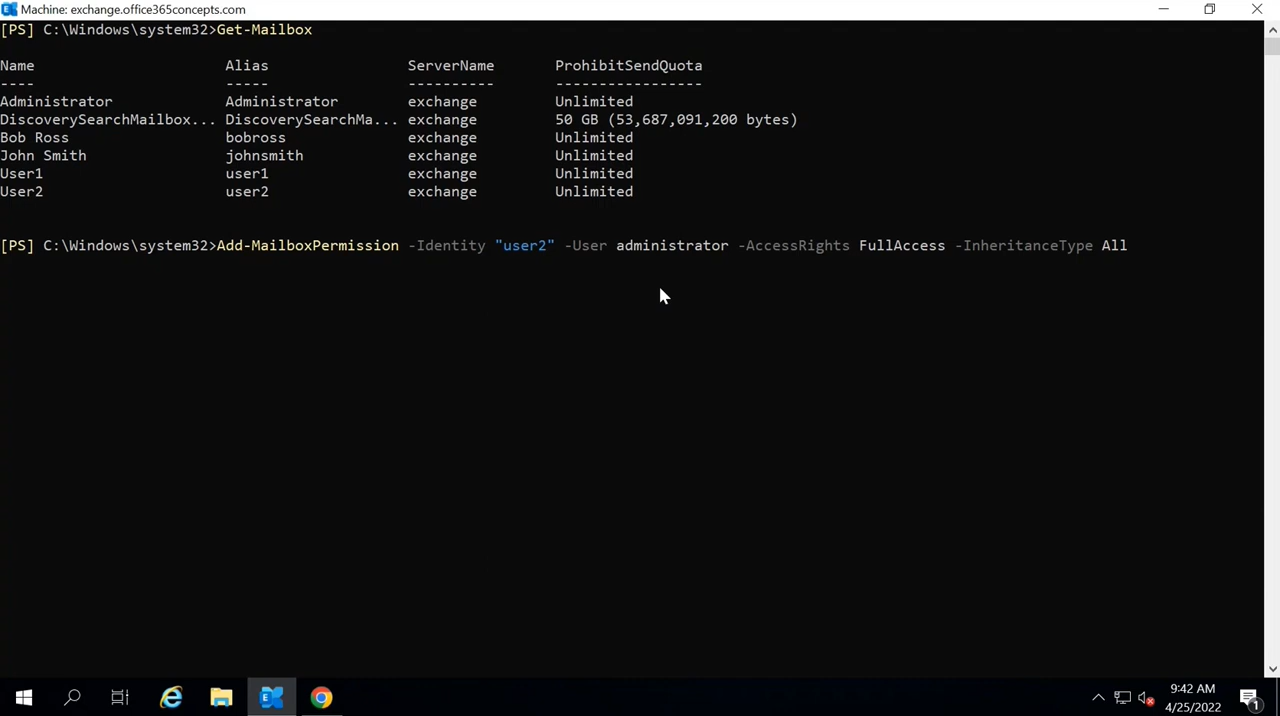 Machine: exchange.office365concepts.com
[PS] C:\Windows\system32>Get-Mailbox
Name Alias ServerName ProhibitSendQuota
---- ----- ---------- -----------------
Administrator Administrator exchange Unlimited
DiscoverySearchMailbox... DiscoverySearchMa... exchange 50 GB (53,687,091,200 bytes)
Bob Ross bobross exchange Unlimited
John Smith johnsmith exchange Unlimited
User1 user1 exchange Unlimited
User2 user2 exchange Unlimited
[PS] C:\Windows\system32>Add-MailboxPermission -Identity "user2" -User administrator -AccessRights FullAccess -InheritanceType All
9:42 AM
4/25/2022
1